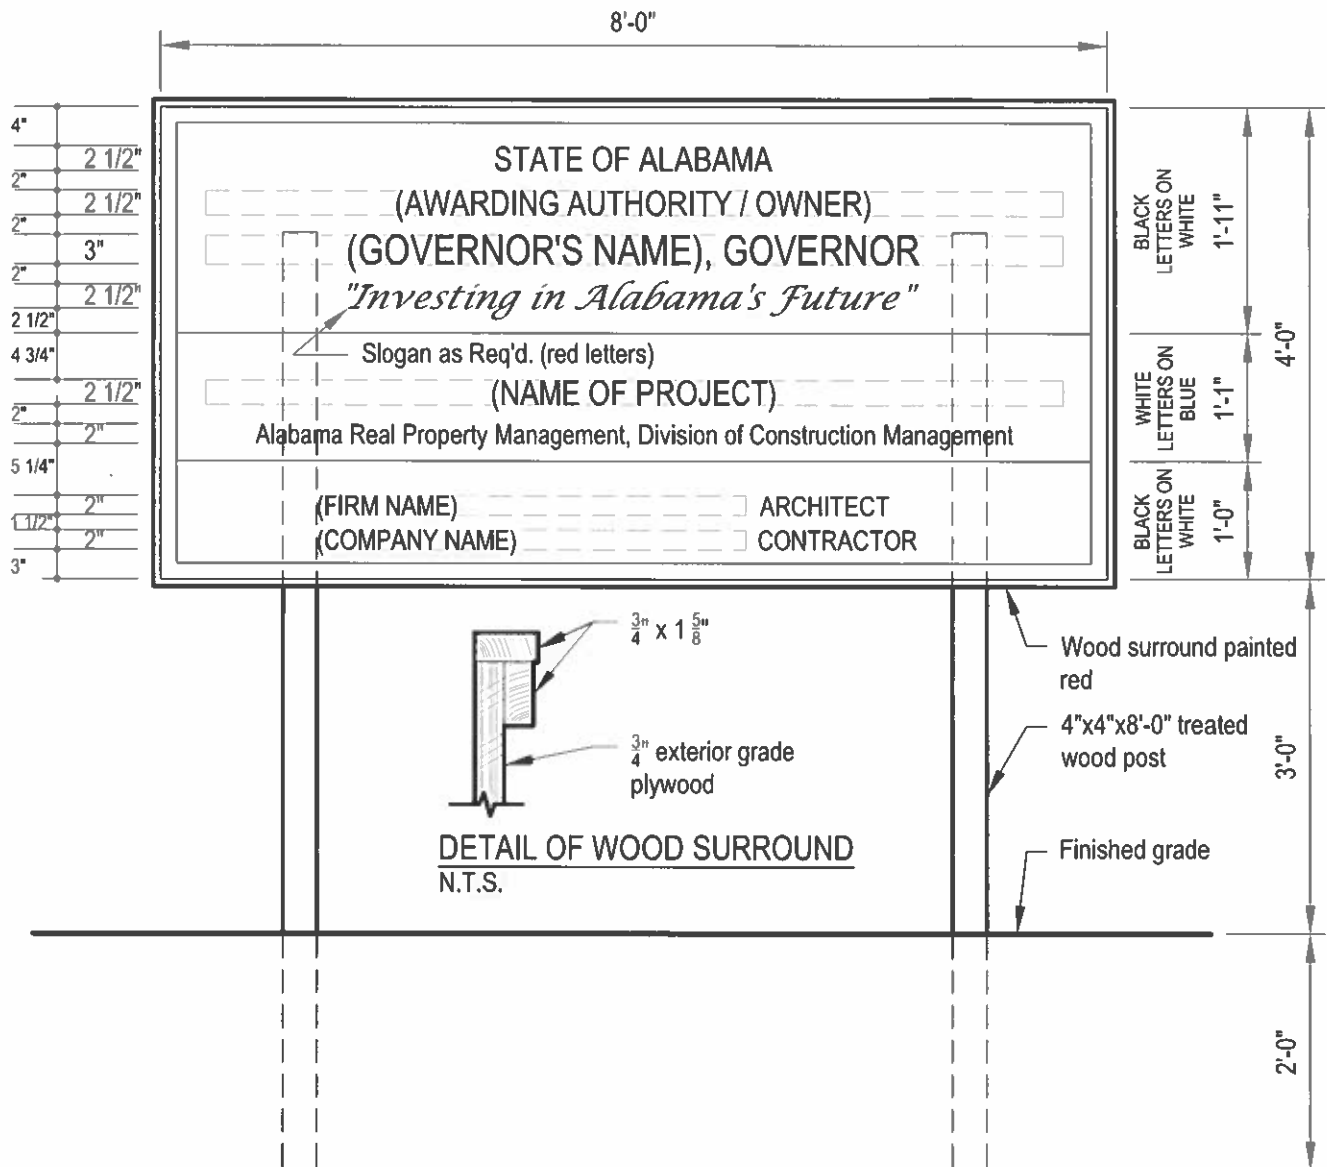 8'-0"
4"
2 1/2"
2"
2 1/2"
2"
3"
2"
2 1/2"
2 1/2"
4 3/4"
2 1/2"
2"
2"
5 1/4"
2"
1 1/2"
2"
3"
STATE OF ALABAMA
(AWARDING AUTHORITY / OWNER)
(GOVERNOR'S NAME), GOVERNOR
"Investing in Alabama's Future"
Slogan as Req'd. (red letters)
(NAME OF PROJECT)
Alabama Real Property Management, Division of Construction Management
(FIRM NAME) ARCHITECT
(COMPANY NAME) CONTRACTOR
BLACK
LETTERS ON
WHITE
1'-11"
WHITE
LETTERS ON
BLUE
1'-1"
BLACK
LETTERS ON
WHITE
1'-0"
4'-0"
3/4" x 1 5/8"
3/4" exterior grade
plywood
DETAIL OF WOOD SURROUND
N.T.S.
Wood surround painted
red
4"x4"x8'-0" treated
wood post
Finished grade
3'-0"
2'-0"